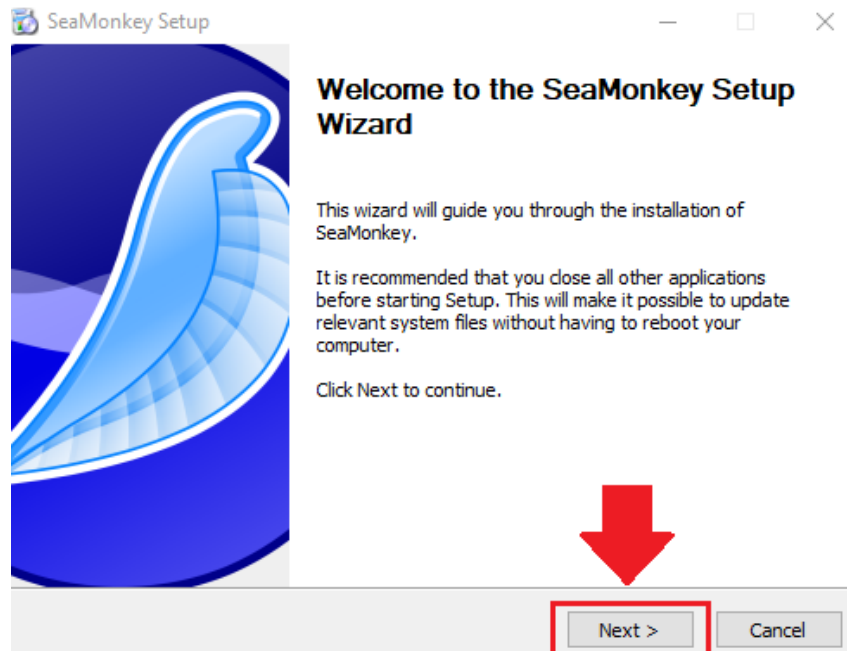 SeaMonkey Setup
Welcome to the SeaMonkey Setup
Wizard
This wizard will guide you through the installation of
SeaMonkey.
It is recommended that you close all other applications
before starting Setup. This will make it possible to update
relevant system files without having to reboot your
computer.
Click Next to continue.
Next >
Cancel